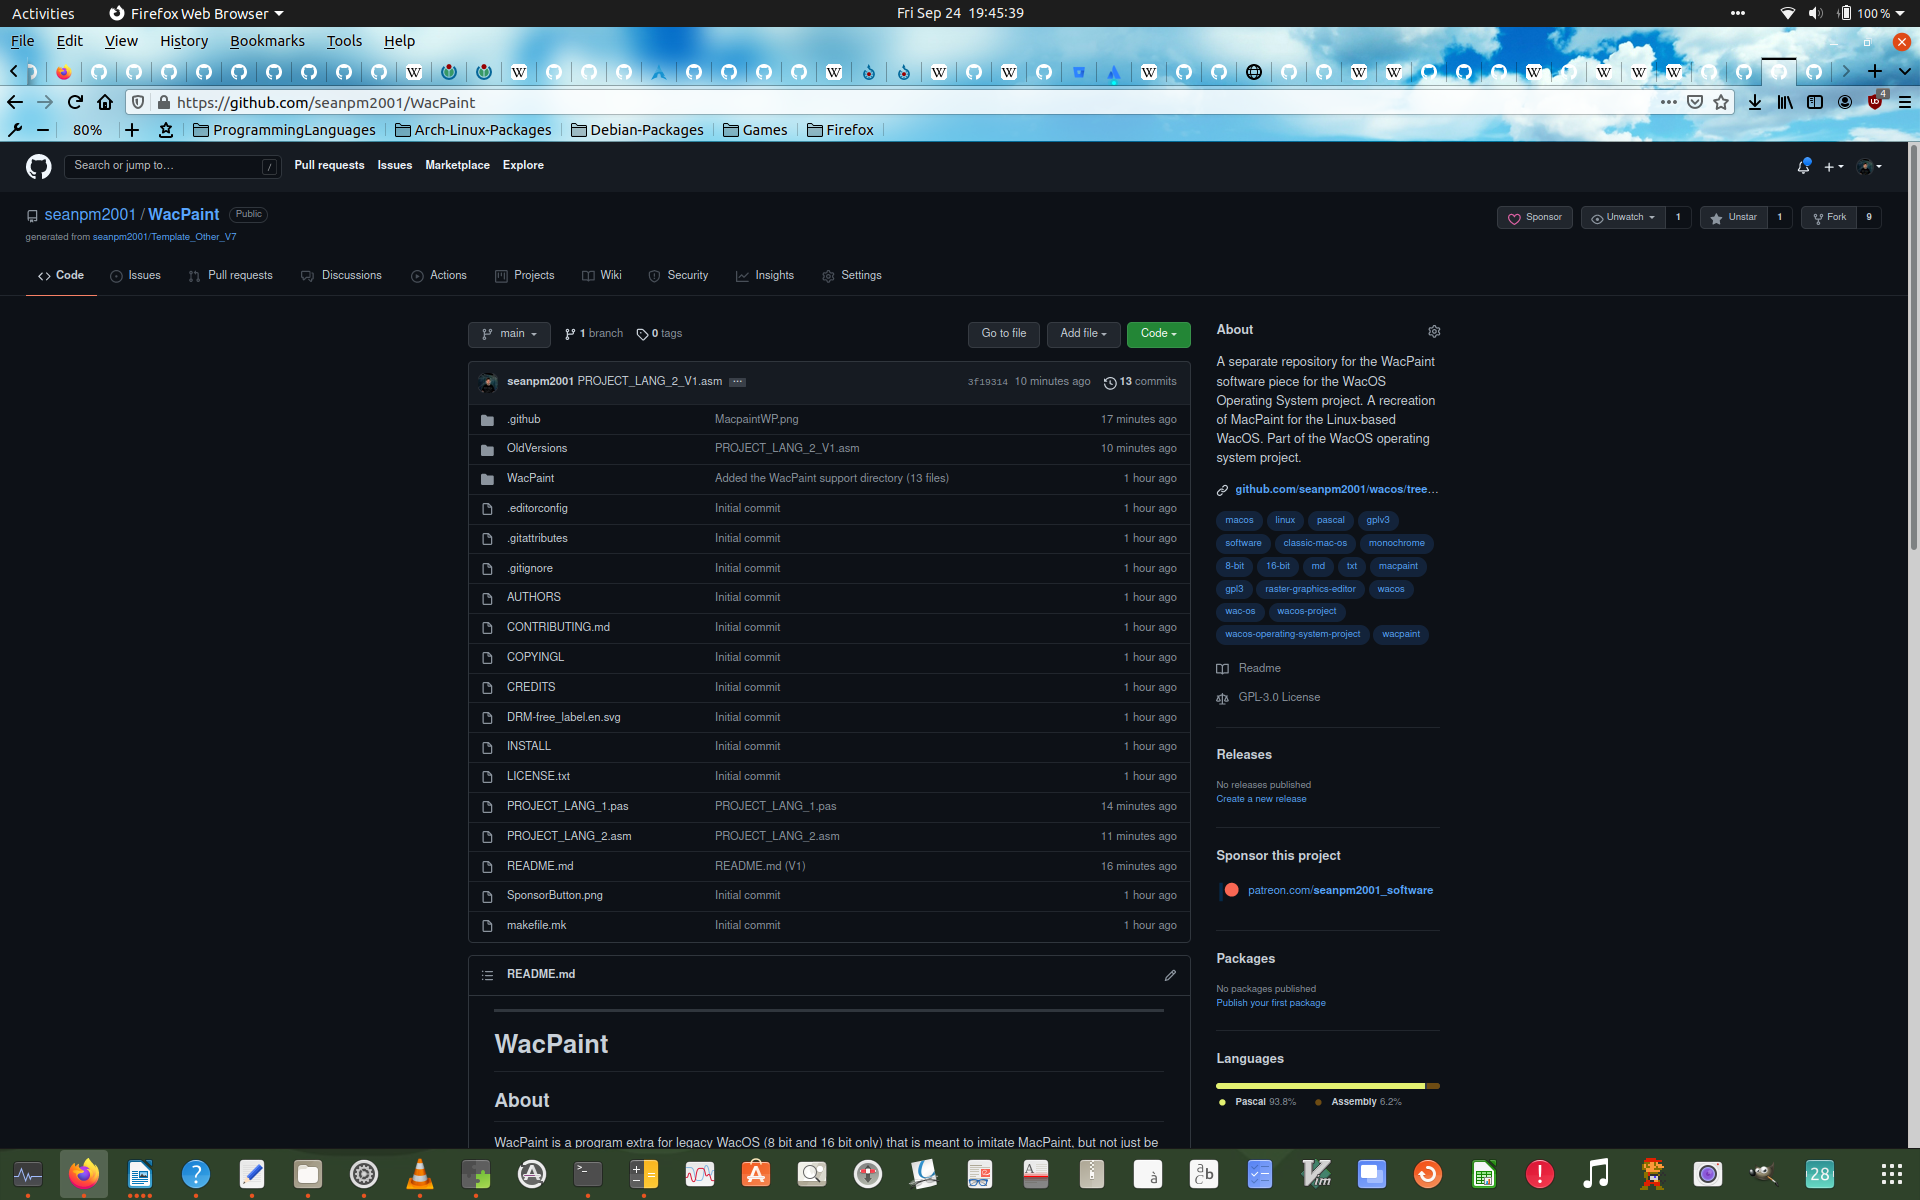 Activities Firefox Web Browser Fri Sep 24 19:45:39 100 %
File Edit View History Bookmarks Tools Help
https://github.com/seanpm2001/WacPaint 4
80% ProgrammingLanguages Arch-Linux-Packages Debian-Packages Games Firefox
Search or jump to... / Pull requests Issues Marketplace Explore
seanpm2001 / WacPaint Public Sponsor Unwatch 1 Unstar 1 Fork 9
generated from seanpm2001/Template_Other_V7
Code Issues Pull requests Discussions Actions Projects Wiki Security Insights Settings
main 1 branch 0 tags Go to file Add file Code
seanpm2001 PROJECT_LANG_2_V1.asm 3f19314 10 minutes ago 13 commits
.github MacpaintWP.png 17 minutes ago
OldVersions PROJECT_LANG_2_V1.asm 10 minutes ago
WacPaint Added the WacPaint support directory (13 files) 1 hour ago
.editorconfig Initial commit 1 hour ago
.gitattributes Initial commit 1 hour ago
.gitignore Initial commit 1 hour ago
AUTHORS Initial commit 1 hour ago
CONTRIBUTING.md Initial commit 1 hour ago
COPYINGL Initial commit 1 hour ago
CREDITS Initial commit 1 hour ago
DRM-free_label.en.svg Initial commit 1 hour ago
INSTALL Initial commit 1 hour ago
LICENSE.txt Initial commit 1 hour ago
PROJECT_LANG_1.pas PROJECT_LANG_1.pas 14 minutes ago
PROJECT_LANG_2.asm PROJECT_LANG_2.asm 11 minutes ago
README.md README.md (V1) 16 minutes ago
SponsorButton.png Initial commit 1 hour ago
makefile.mk Initial commit 1 hour ago
README.md
WacPaint
About
WacPaint is a program extra for legacy WacOS (8 bit and 16 bit only) that is meant to imitate MacPaint, but not just be
About
A separate repository for the WacPaint
software piece for the WacOS
Operating System project. A recreation
of MacPaint for the Linux-based
WacOS. Part of the WacOS operating
system project.
github.com/seanpm2001/wacos/tree...
macos linux pascal gplv3
software classic-mac-os monochrome
8-bit 16-bit md txt macpaint
gpl3 raster-graphics-editor wacos
wac-os wacos-project
wacos-operating-system-project wacpaint
Readme
GPL-3.0 License
Releases
No releases published
Create a new release
Sponsor this project
patreon.com/seanpm2001_software
Packages
No packages published
Publish your first package
Languages
Pascal 93.8% Assembly 6.2%
28